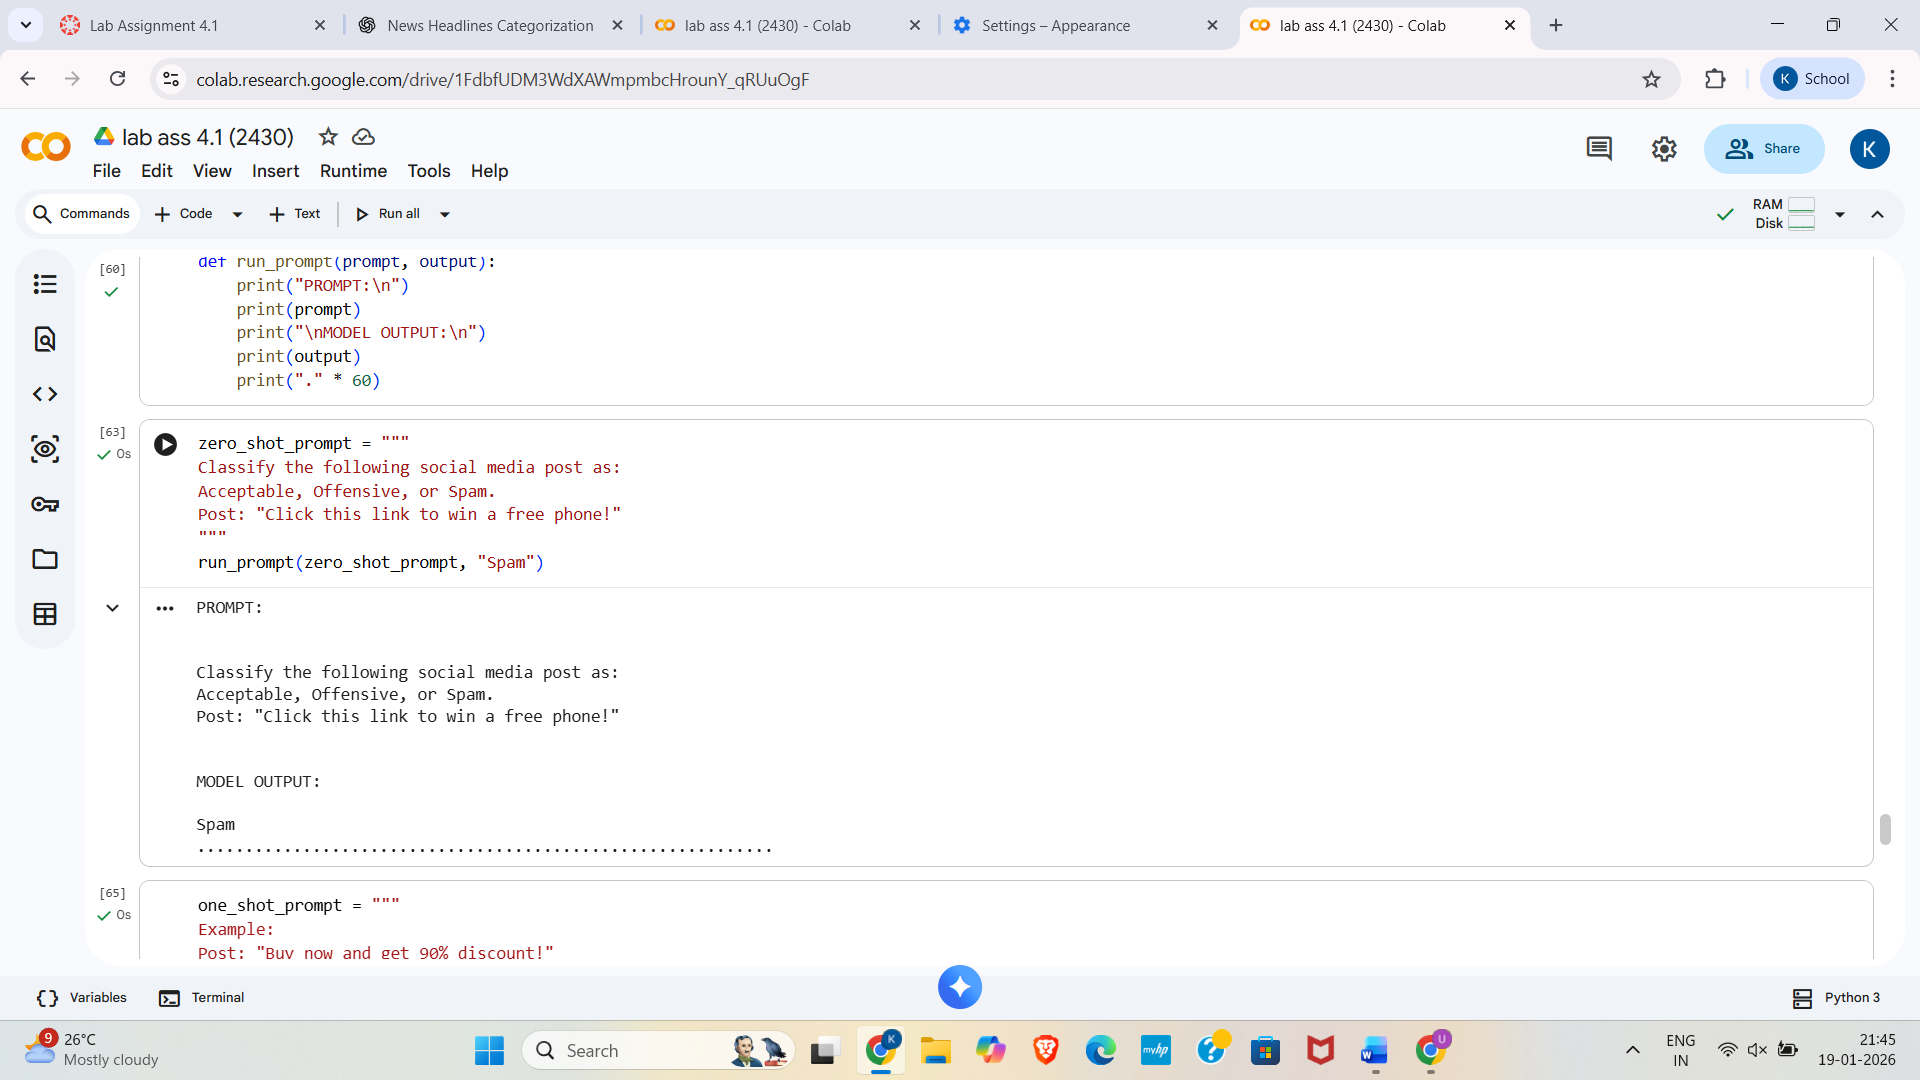 Lab Assignment 4.1
News Headlines Categorization
lab ass 4.1 (2430) - Colab
Settings – Appearance
lab ass 4.1 (2430) - Colab
colab.research.google.com/drive/1FdbfUDM3WdXAWmpmbcHrounY_qRUuOgF
K School
lab ass 4.1 (2430)
File Edit View Insert Runtime Tools Help
Share
K
Commands + Code + Text Run all
RAM
Disk
[60]
def run_prompt(prompt, output):
print("PROMPT:\n")
print(prompt)
print("\nMODEL OUTPUT:\n")
print(output)
print("." * 60)
[63]
0s
zero_shot_prompt = """
Classify the following social media post as:
Acceptable, Offensive, or Spam.
Post: "Click this link to win a free phone!"
"""
run_prompt(zero_shot_prompt, "Spam")
PROMPT:
Classify the following social media post as:
Acceptable, Offensive, or Spam.
Post: "Click this link to win a free phone!"
MODEL OUTPUT:
Spam
............................................................
[65]
0s
one_shot_prompt = """
Example:
Post: "Buy now and get 90% discount!"
Variables Terminal
Python 3
9
26°C
Mostly cloudy
Search
K
myhp
W
U
ENG
IN
21:45
19-01-2026